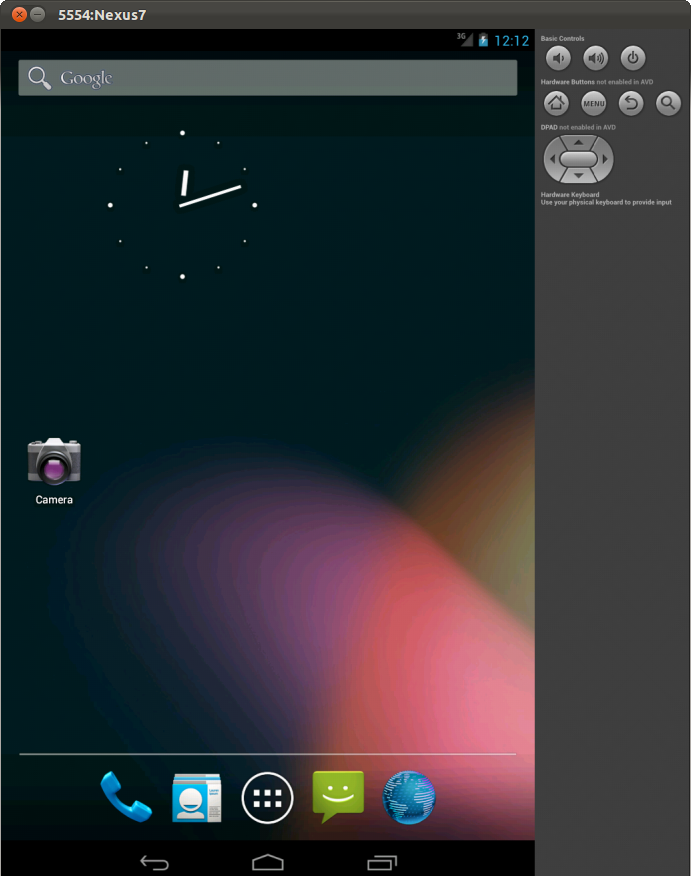 5554:Nexus7
3G
12:12
Google
Camera
Basic Controls
Hardware Buttons not enabled in AVD
MENU
DPAD not enabled in AVD
Hardware Keyboard
Use your physical keyboard to provide input